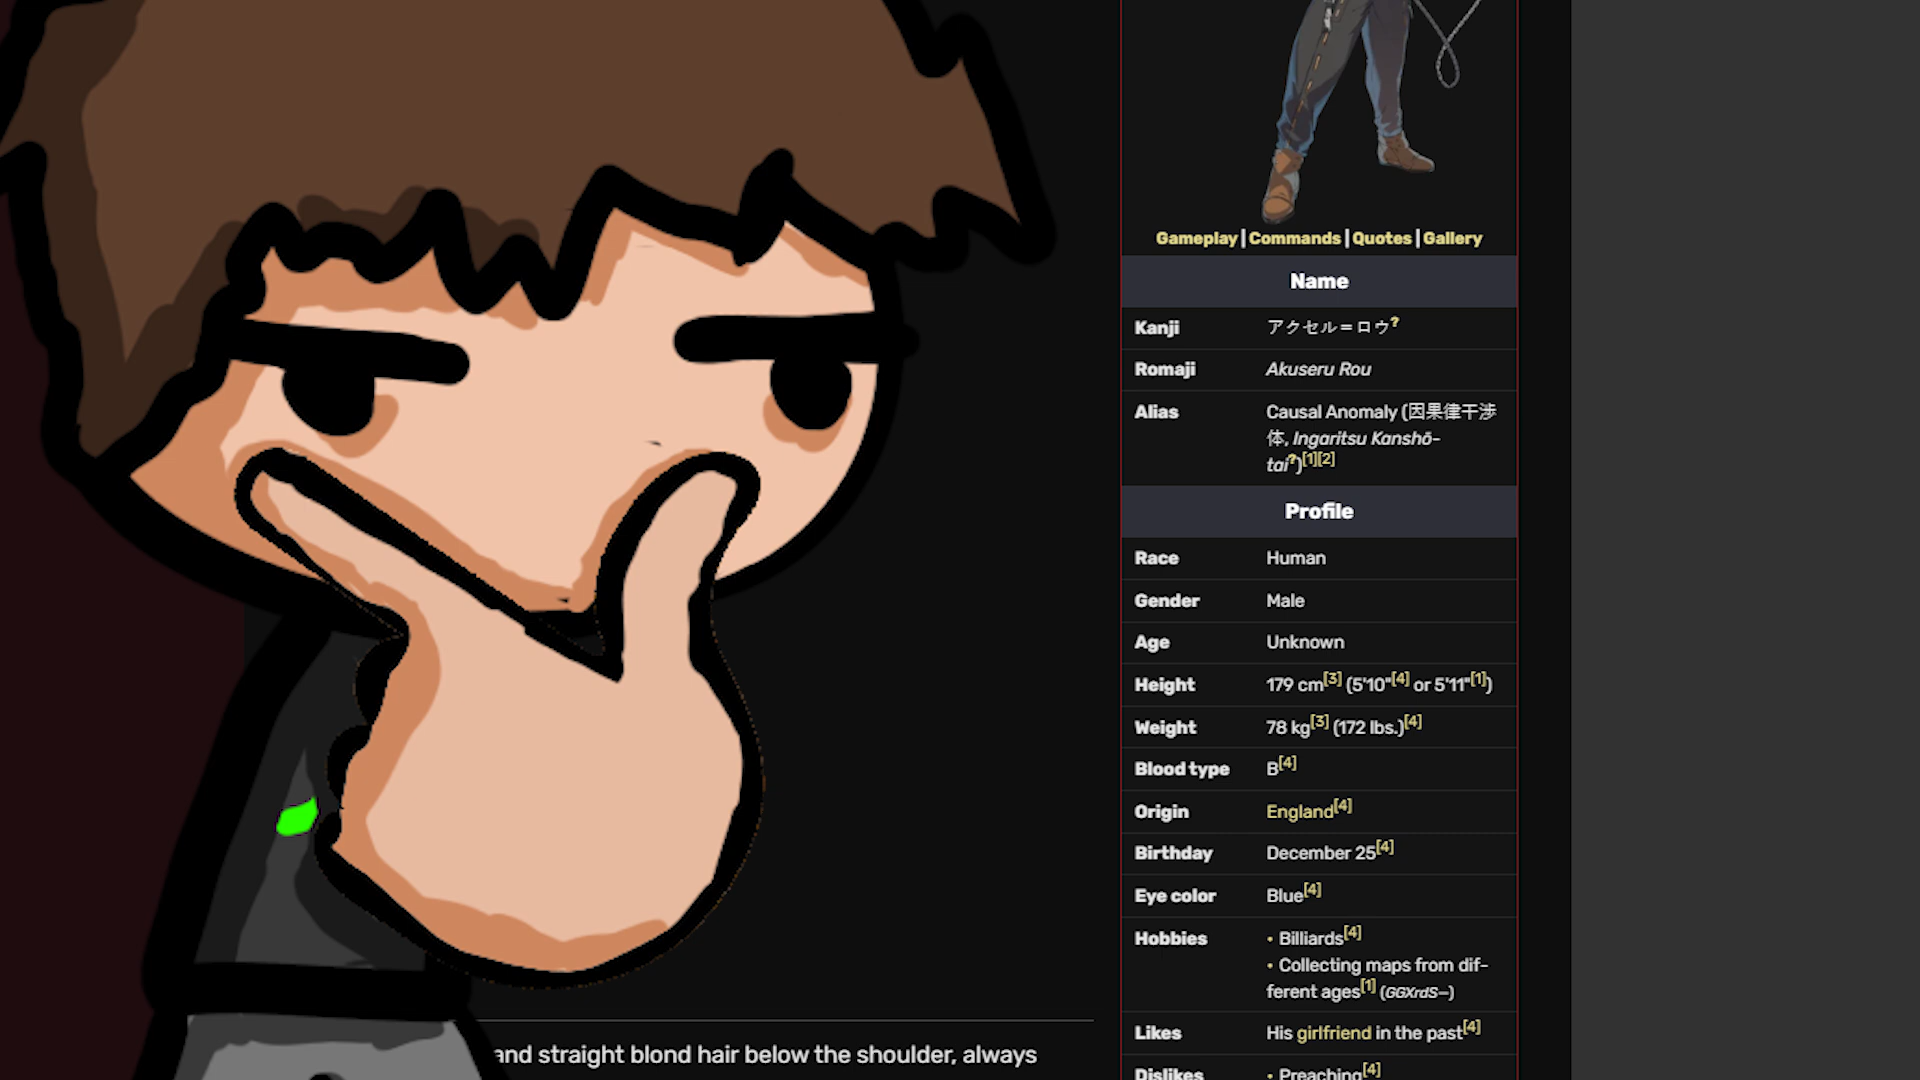 Gameplay | Commands | Quotes | Gallery
Name
Kanji アクセル＝ロウ?
Romaji Akuseru Rou
Alias Causal Anomaly (因果律干渉
体, Ingaritsu Kanshō-
tai?)[1][2]
Profile
Race Human
Gender Male
Age Unknown
Height 179 cm[3] (5'10"[4] or 5'11"[1])
Weight 78 kg[3] (172 lbs.)[4]
Blood type B[4]
Origin England[4]
Birthday December 25[4]
Eye color Blue[4]
Hobbies • Billiards[4]
• Collecting maps from dif-
ferent ages[1] (GGXrdS—)
Likes His girlfriend in the past[4]
Dislikes • Preaching[4]
and straight blond hair below the shoulder, always